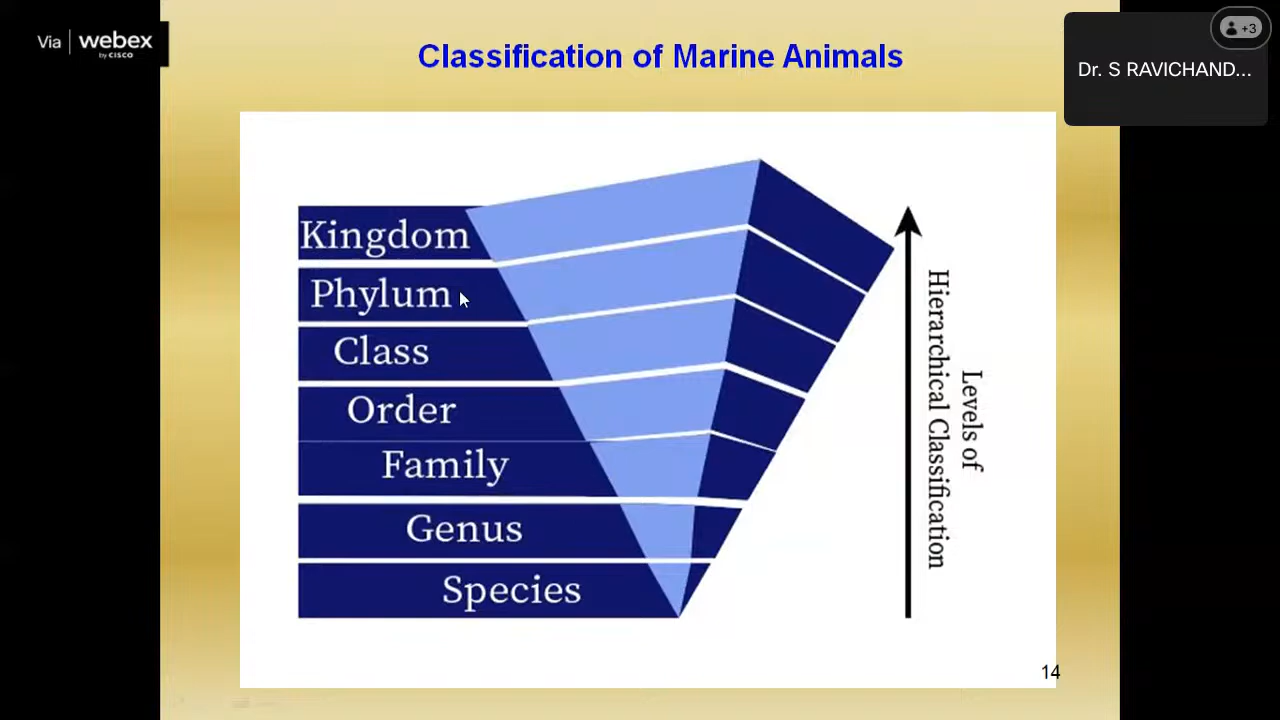 Via webex
by CISCO
Classification of Marine Animals
+3
Dr. S RAVICHAND...
Kingdom
Phylum
Class
Order
Family
Genus
Species
Levels of
Hierarchical Classification
14